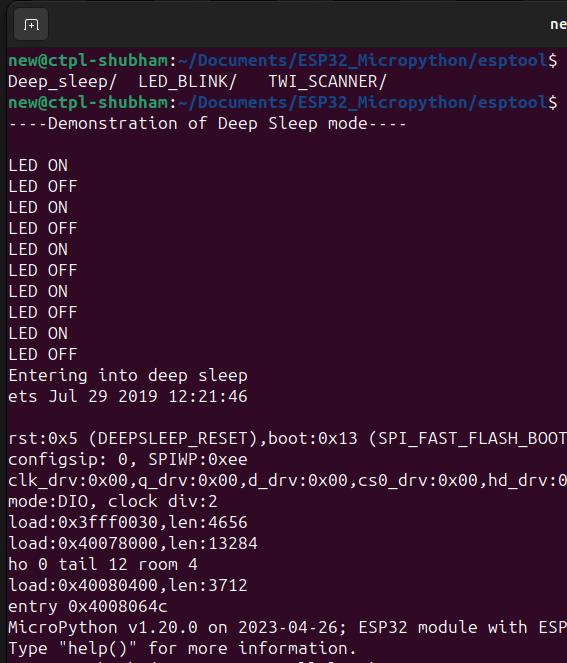 ne
new@ctpl-shubham:~/Documents/ESP32_Micropython/esptool$
Deep_sleep/  LED_BLINK/   TWI_SCANNER/
new@ctpl-shubham:~/Documents/ESP32_Micropython/esptool$
----Demonstration of Deep Sleep mode----
LED ON
LED OFF
LED ON
LED OFF
LED ON
LED OFF
LED ON
LED OFF
LED ON
LED OFF
Entering into deep sleep
ets Jul 29 2019 12:21:46
rst:0x5 (DEEPSLEEP_RESET),boot:0x13 (SPI_FAST_FLASH_BOOT
configsip: 0, SPIWP:0xee
clk_drv:0x00,q_drv:0x00,d_drv:0x00,cs0_drv:0x00,hd_drv:0
mode:DIO, clock div:2
load:0x3fff0030,len:4656
load:0x40078000,len:13284
ho 0 tail 12 room 4
load:0x40080400,len:3712
entry 0x4008064c
MicroPython v1.20.0 on 2023-04-26; ESP32 module with ESP
Type "help()" for more information.